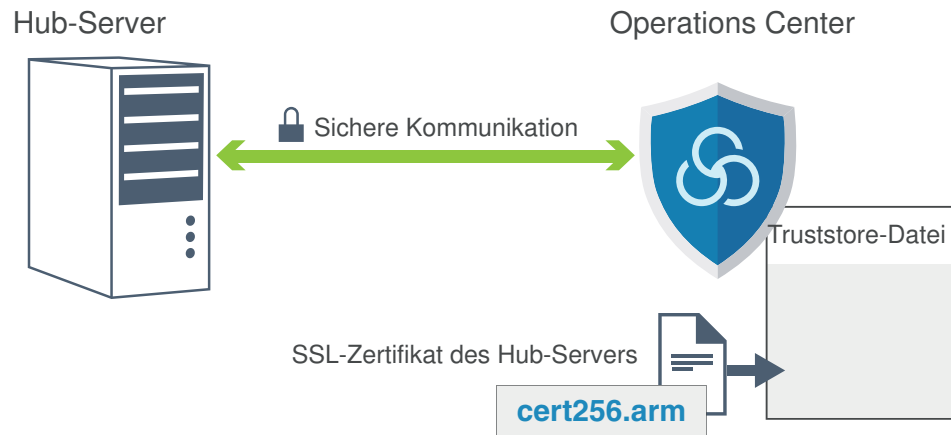 Hub-Server
Operations Center
Sichere Kommunikation
Truststore-Datei
SSL-Zertifikat des Hub-Servers
cert256.arm